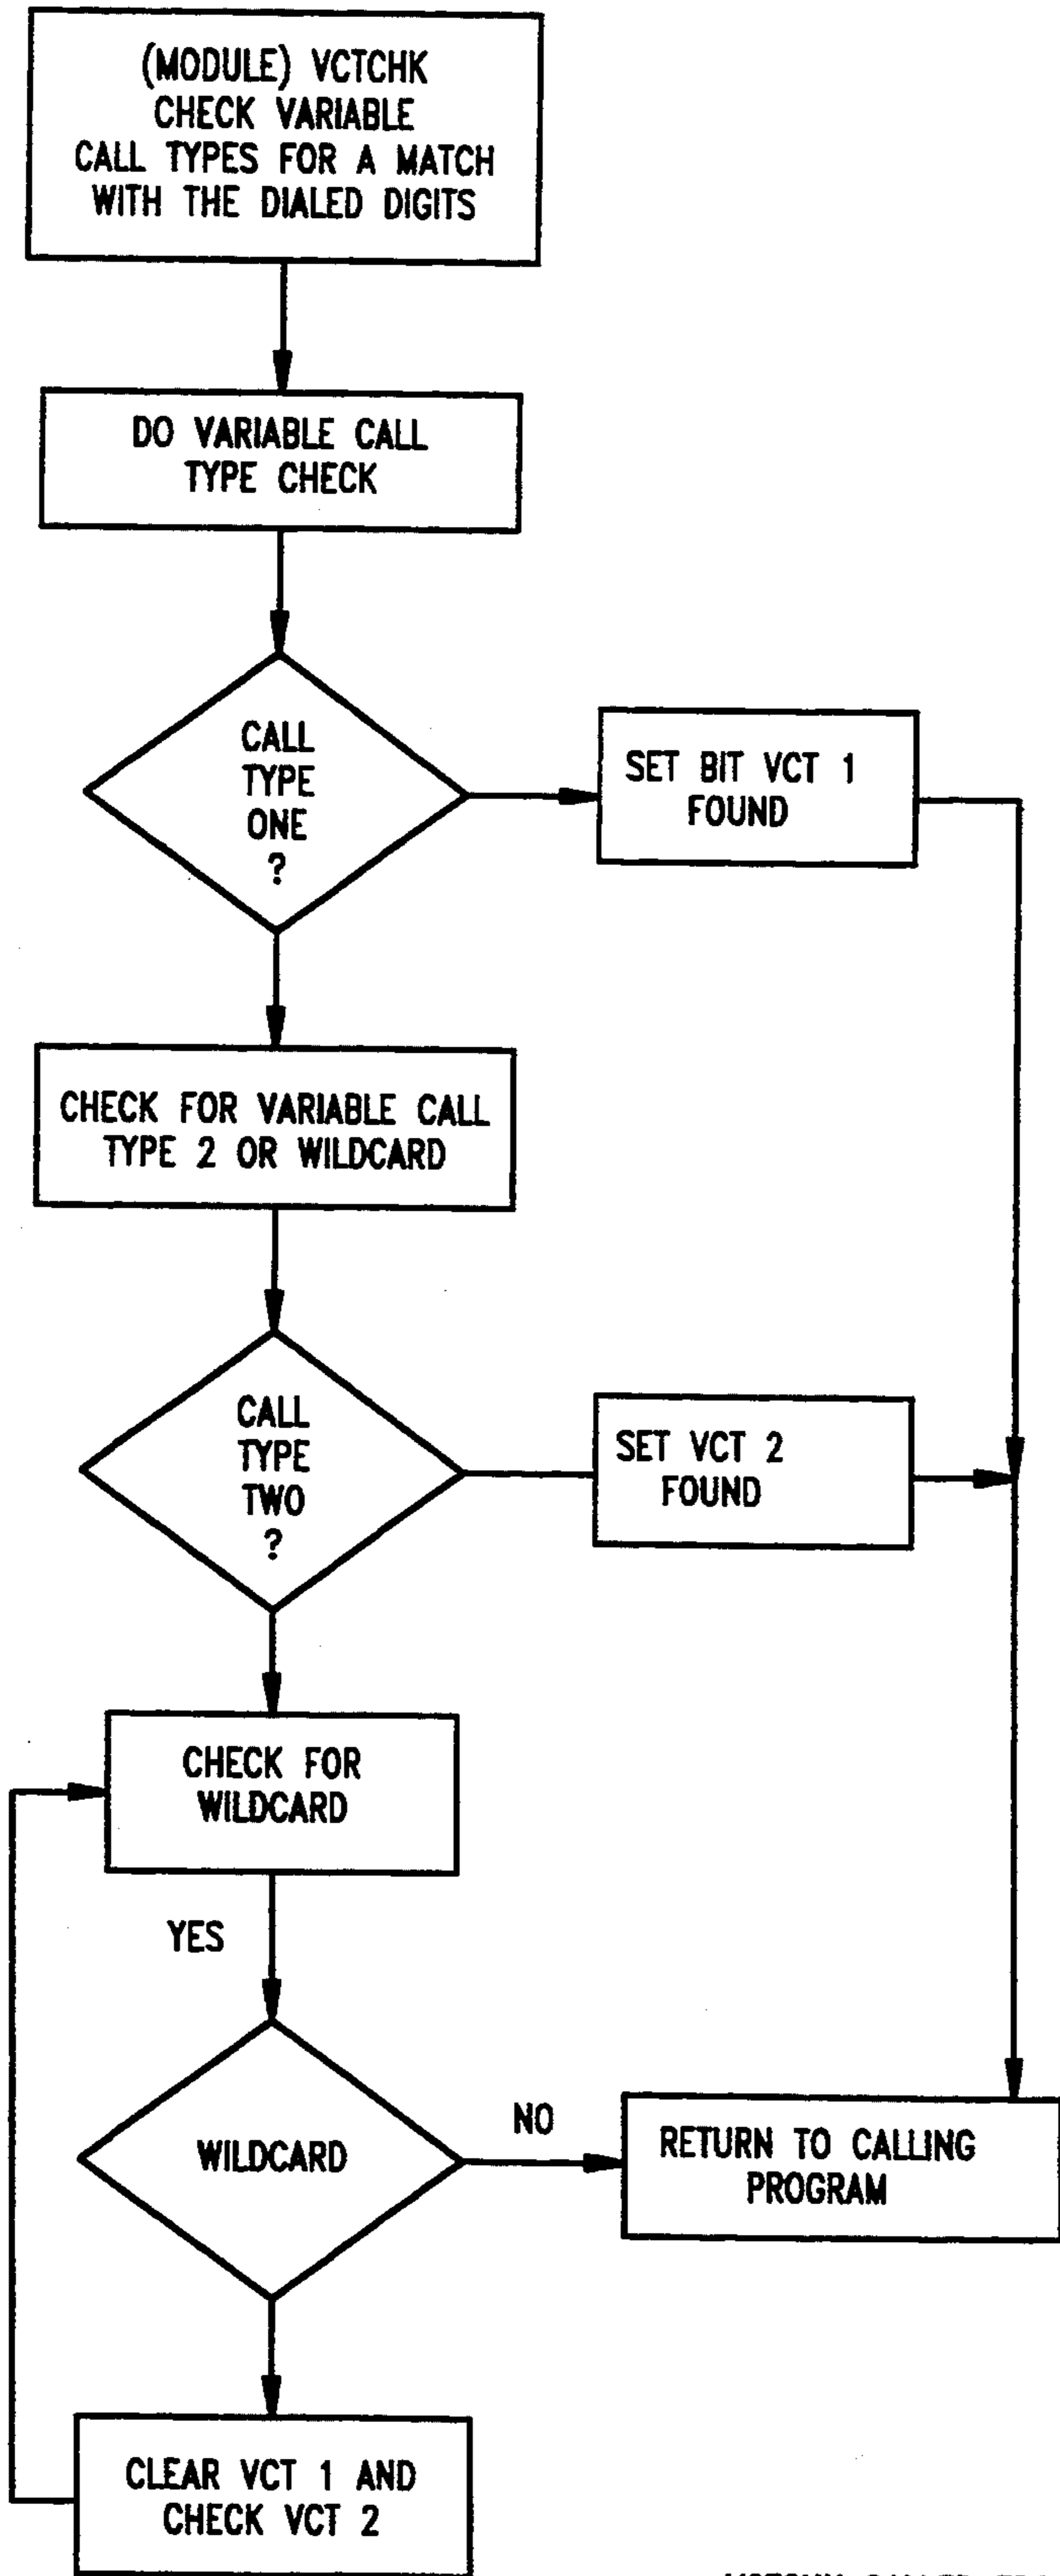 (MODULE) VCTCHK
CHECK VARIABLE
CALL TYPES FOR A MATCH
WITH THE DIALED DIGITS
DO VARIABLE CALL
TYPE CHECK
CALL
TYPE
ONE
?
SET BIT VCT 1
FOUND
CHECK FOR VARIABLE CALL
TYPE 2 OR WILDCARD
CALL
TYPE
TWO
?
SET VCT 2
FOUND
CHECK FOR
WILDCARD
YES
WILDCARD
NO
RETURN TO CALLING
PROGRAM
CLEAR VCT 1 AND
CHECK VCT 2